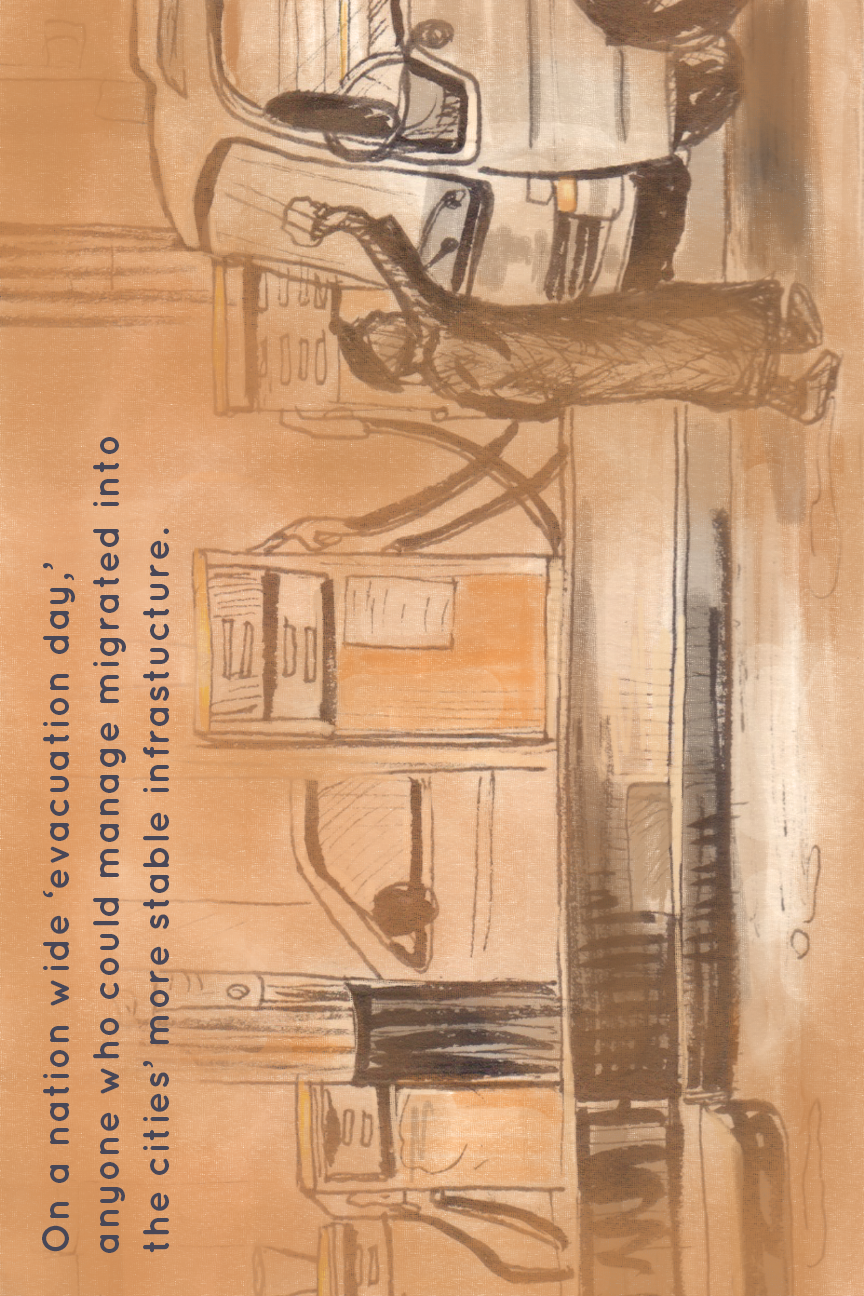 On a nation wide ‘evacuation day,’
anyone who could manage migrated into
the cities’ more stable infrastucture.